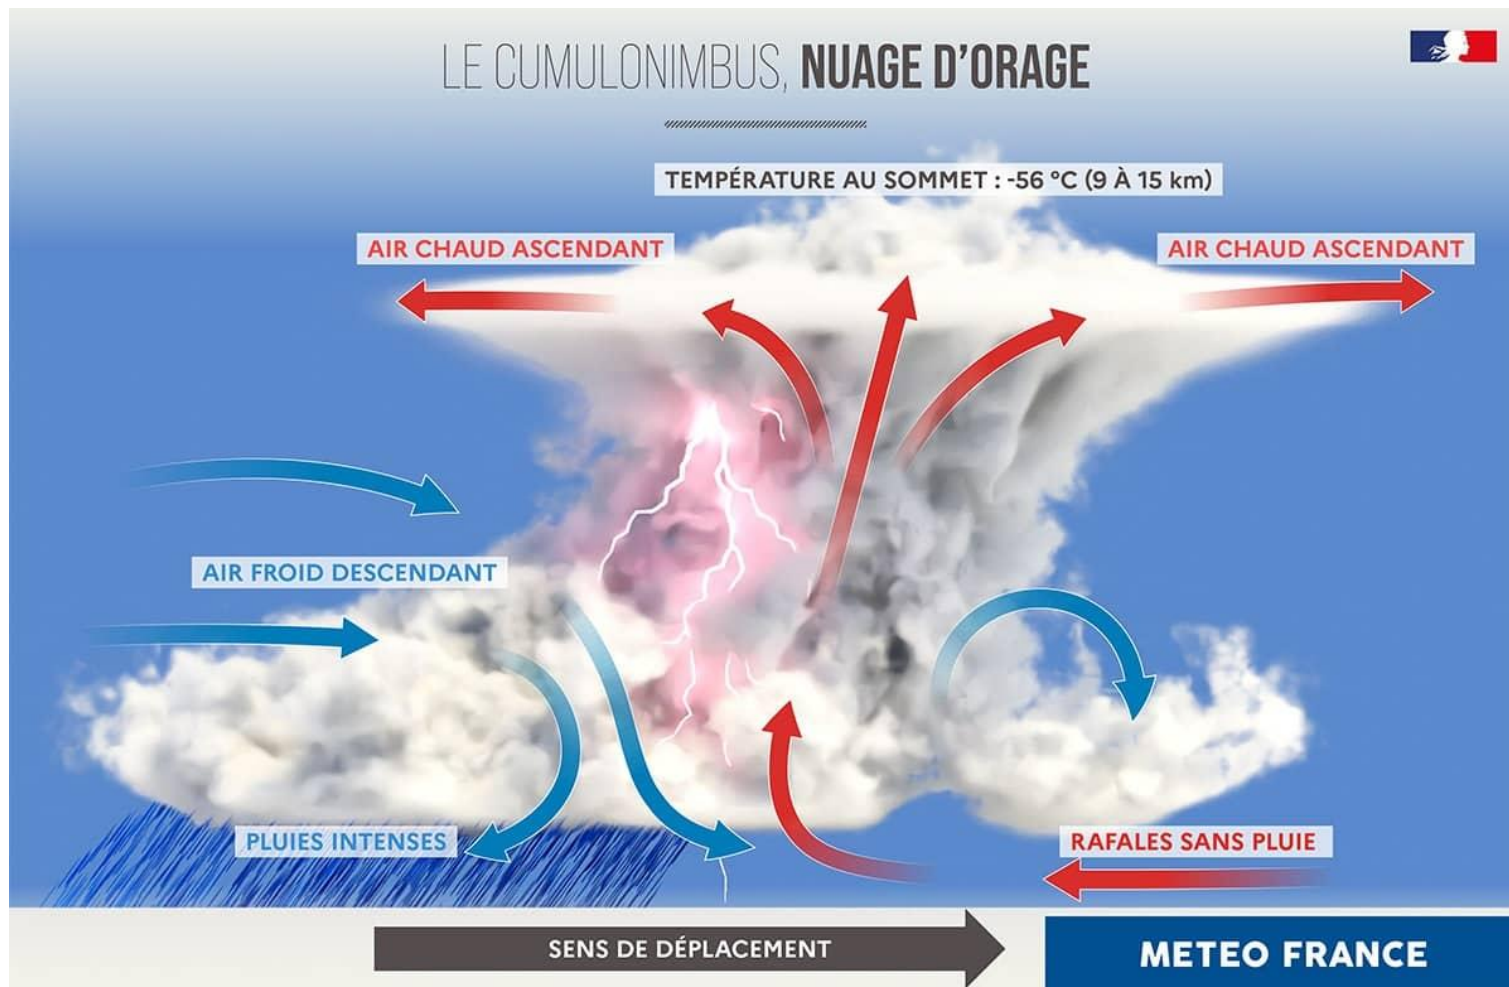 LE CUMULONIMBUS, NUAGE D'ORAGE
TEMPÉRATURE AU SOMMET : -56 °C (9 À 15 km)
AIR CHAUD ASCENDANT
AIR CHAUD ASCENDANT
AIR FROID DESCENDANT
PLUIES INTENSES
RAFALES SANS PLUIE
SENS DE DÉPLACEMENT
METEO FRANCE